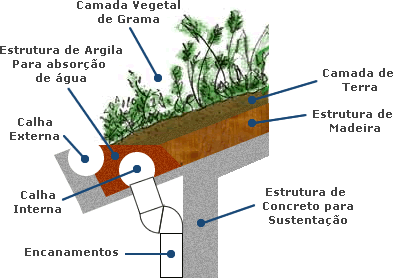 Camada Vegetal
de Grama
Estrutura de Argila
Para absorção
de água
Camada de
Terra
Estrutura de
Madeira
Calha
Externa
Calha
Interna
Estrutura de
Concreto para
Sustentação
Encanamentos